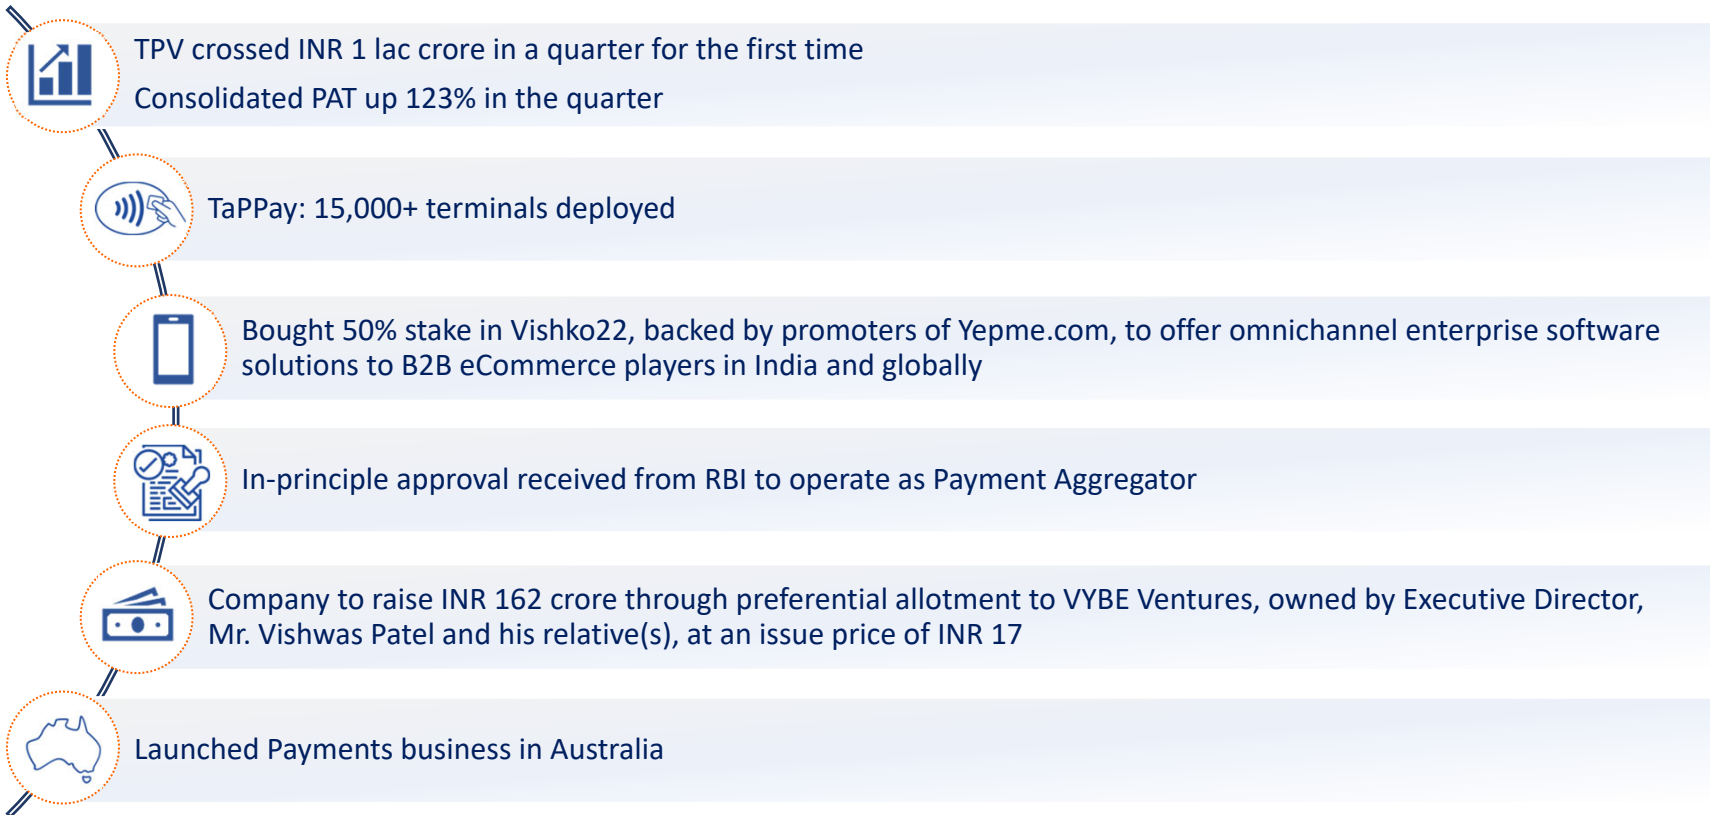 TPV crossed INR 1 lac crore in a quarter for the first time
Consolidated PAT up 123% in the quarter
TaPPay: 15,000+ terminals deployed
Bought 50% stake in Vishko22, backed by promoters of Yepme.com, to offer omnichannel enterprise software
solutions to B2B eCommerce players in India and globally
In-principle approval received from RBI to operate as Payment Aggregator
Company to raise INR 162 crore through preferential allotment to VYBE Ventures, owned by Executive Director,
Mr. Vishwas Patel and his relative(s), at an issue price of INR 17
Launched Payments business in Australia